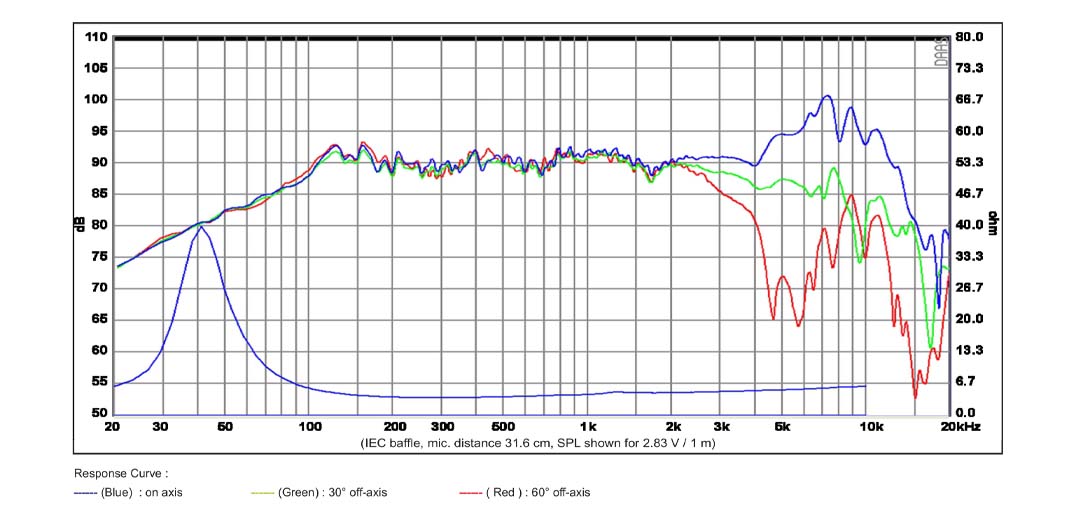 110 80.0
DAAS
105 73.3
100 66.7
95 60.0
90 53.3
85 46.7
dB 80 40.0 ohm
75 33.3
70 26.7
65 20.0
60 13.3
55 6.7
50 0.0
20 30 50 100 200 300 500 1k 2k 3k 5k 10k 20kHz
(IEC baffle, mic. distance 31.6 cm, SPL shown for 2.83 V / 1 m)
Response Curve :
(Blue) : on axis (Green) : 30° off-axis ( Red ) : 60° off-axis